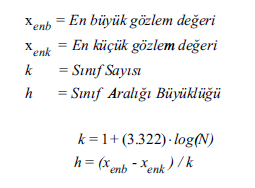 x_enb = En büyük gözlem değeri
x_enk = En küçük gözlem değeri
k = Sınıf Sayısı
h = Sınıf Aralığı Büyüklüğü
k = 1 + (3.322) · log(N)
h = (x_enb - x_enk) / k